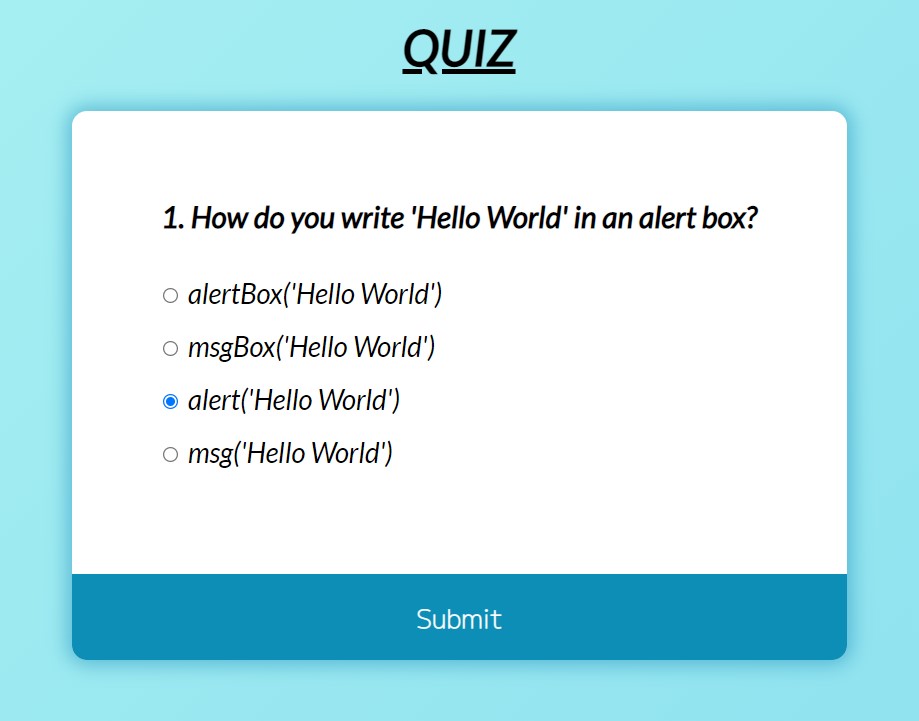 QUIZ
1. How do you write 'Hello World' in an alert box?
alertBox('Hello World')
msgBox('Hello World')
alert('Hello World')
msg('Hello World')
Submit